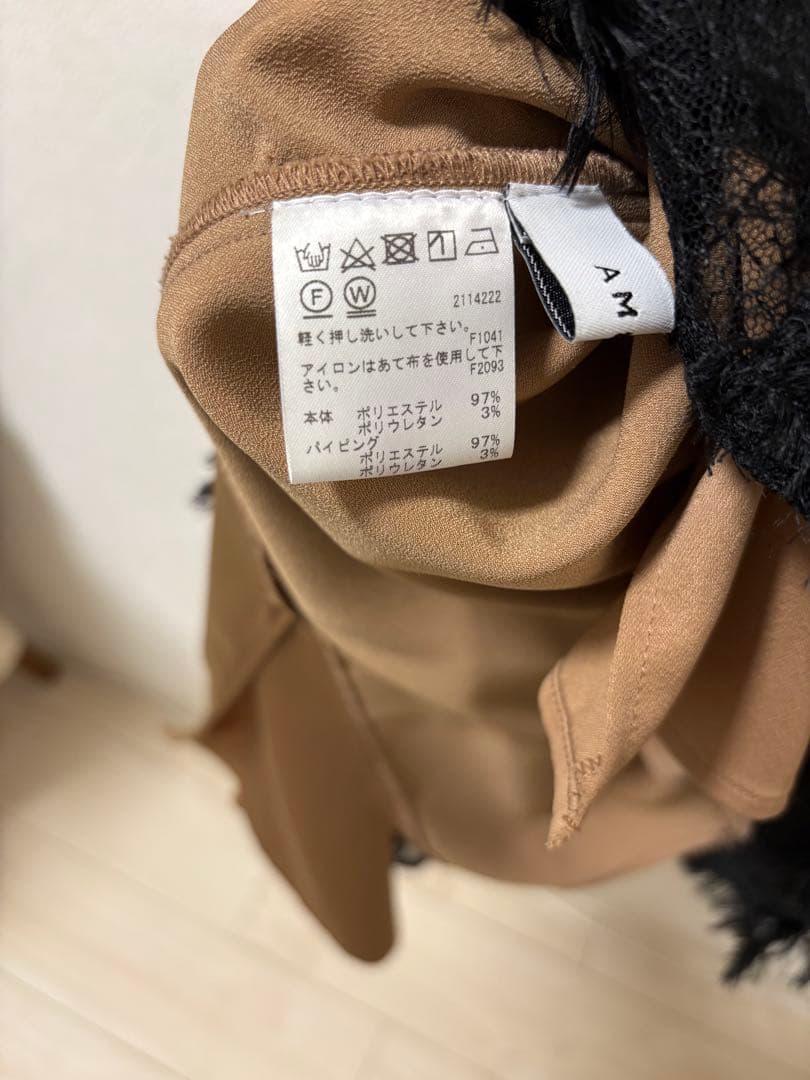 F W
2114222
軽く押し洗いして下さい。
F1041
アイロンはあて布を使用して下
さい。
F2093
本体 ポリエステル 97%
ポリウレタン 3%
パイピング
ポリエステル 97%
ポリウレタン 3%
AM